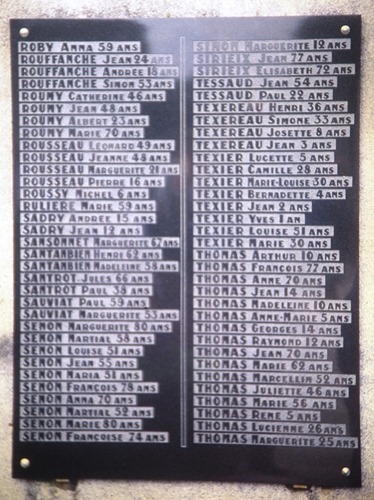 ROBY ANNA 59 ANS
ROUFFANCHE JEAN 24 ANS
ROUFFANCHE ANDREE 18 ANS
ROUFFANCHE SIMON 53 ANS
ROUMY CATHERINE 46 ANS
ROUMY JEAN 48 ANS
ROUMY ALBERT 23 ANS
ROUMY MARIE 70 ANS
ROUSSEAU LEONARD 49 ANS
ROUSSEAU JEANNE 48 ANS
ROUSSEAU MARGUERITE 21 ANS
ROUSSEAU PIERRE 16 ANS
ROUSSY MICHEL 6 ANS
RULIERE MARIE 59 ANS
SADRY ANDREE 15 ANS
SADRY JEAN 12 ANS
SANSONNET MARGUERITE 67 ANS
SANTANBIEN HENRI 62 ANS
SANTANBIEN MADELEINE 58 ANS
SANTROT JULES 66 ANS
SANTROT PAUL 38 ANS
SAUVIAT PAUL 59 ANS
SAUVIAT MARGUERITE 53 ANS
SENON MARGUERITE 80 ANS
SENON MARTIAL 58 ANS
SENON LOUISE 51 ANS
SENON JEAN 55 ANS
SENON MARIA 51 ANS
SENON FRANÇOIS 78 ANS
SENON ANNA 70 ANS
SENON MARTIAL 52 ANS
SENON MARIE 80 ANS
SENON FRANÇOISE 74 ANS
SIMON MARGUERITE 12 ANS
SIRIEIX JEAN 77 ANS
SIRIEIX ELISABETH 72 ANS
TESSAUD JEAN 54 ANS
TESSAUD PAUL 22 ANS
TEXEREAU HENRI 36 ANS
TEXEREAU SIMONE 33 ANS
TEXEREAU JOSETTE 8 ANS
TEXEREAU JEAN 3 ANS
TEXIER LUCETTE 5 ANS
TEXIER CAMILLE 28 ANS
TEXIER MARIE-LOUISE 30 ANS
TEXIER BERNADETTE 4 ANS
TEXIER JEAN 2 ANS
TEXIER YVES 1 AN
TEXIER LOUISE 51 ANS
TEXIER MARIE 30 ANS
THOMAS ARTHUR 10 ANS
THOMAS FRANÇOIS 77 ANS
THOMAS ANNE 70 ANS
THOMAS JEAN 14 ANS
THOMAS MADELEINE 10 ANS
THOMAS ANNE-MARIE 5 ANS
THOMAS GEORGES 14 ANS
THOMAS RAYMOND 12 ANS
THOMAS JEAN 70 ANS
THOMAS MARIE 62 ANS
THOMAS MARCELLIN 52 ANS
THOMAS JULIETTE 46 ANS
THOMAS MARIE 56 ANS
THOMAS RENE 5 ANS
THOMAS LUCIENNE 26 ANS
THOMAS MARGUERITE 25 ANS